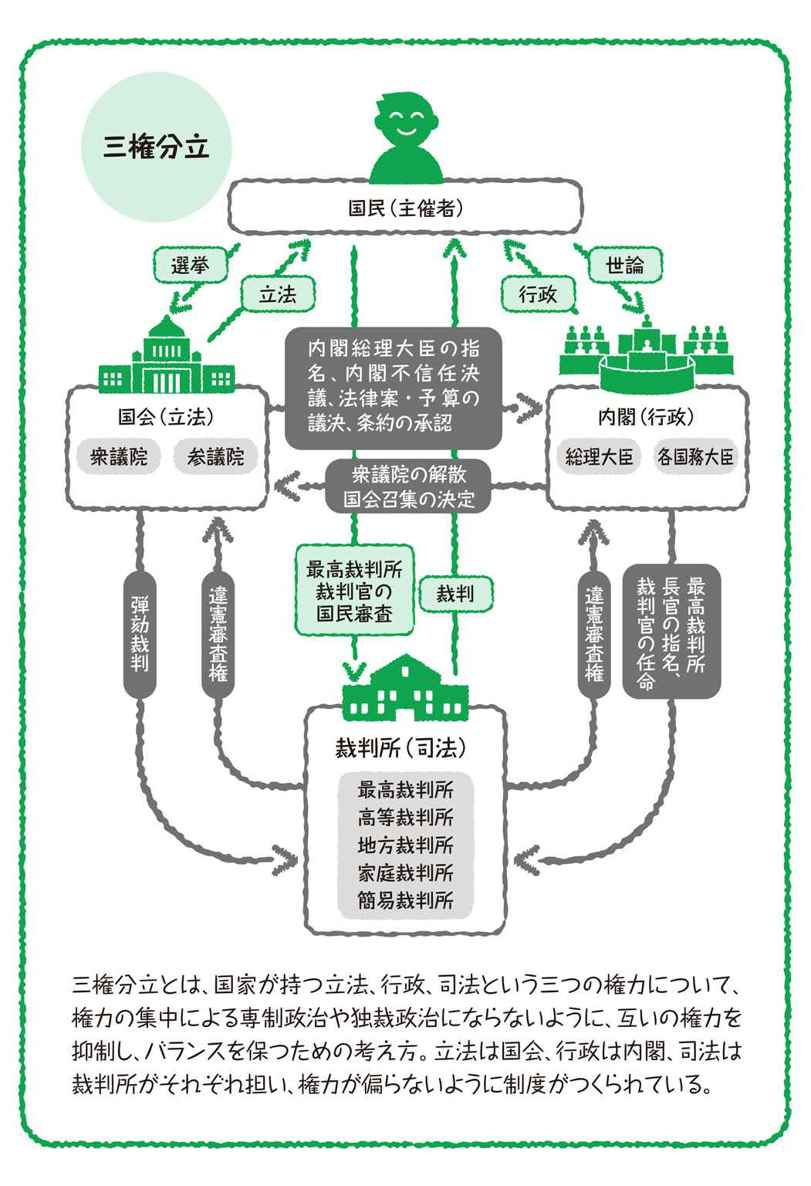 三権分立
国民（主催者）
選挙
立法
行政
世論
内閣総理大臣の指
名、内閣不信任決
議、法律案・予算の
議決、条約の承認
国会（立法）
衆議院
参議院
内閣（行政）
総理大臣
各国務大臣
衆議院の解散
国会召集の決定
弾劾裁判
違憲審査権
最高裁判所
裁判官の
国民審査
裁判
違憲審査権
最高裁判所
長官の指名、
裁判官の任命
裁判所（司法）
最高裁判所
高等裁判所
地方裁判所
家庭裁判所
簡易裁判所
三権分立とは、国家が持つ立法、行政、司法という三つの権力について、
権力の集中による専制政治や独裁政治にならないように、互いの権力を
抑制し、バランスを保つための考え方。立法は国会、行政は内閣、司法は
裁判所がそれぞれ担い、権力が偏らないように制度がつくられている。